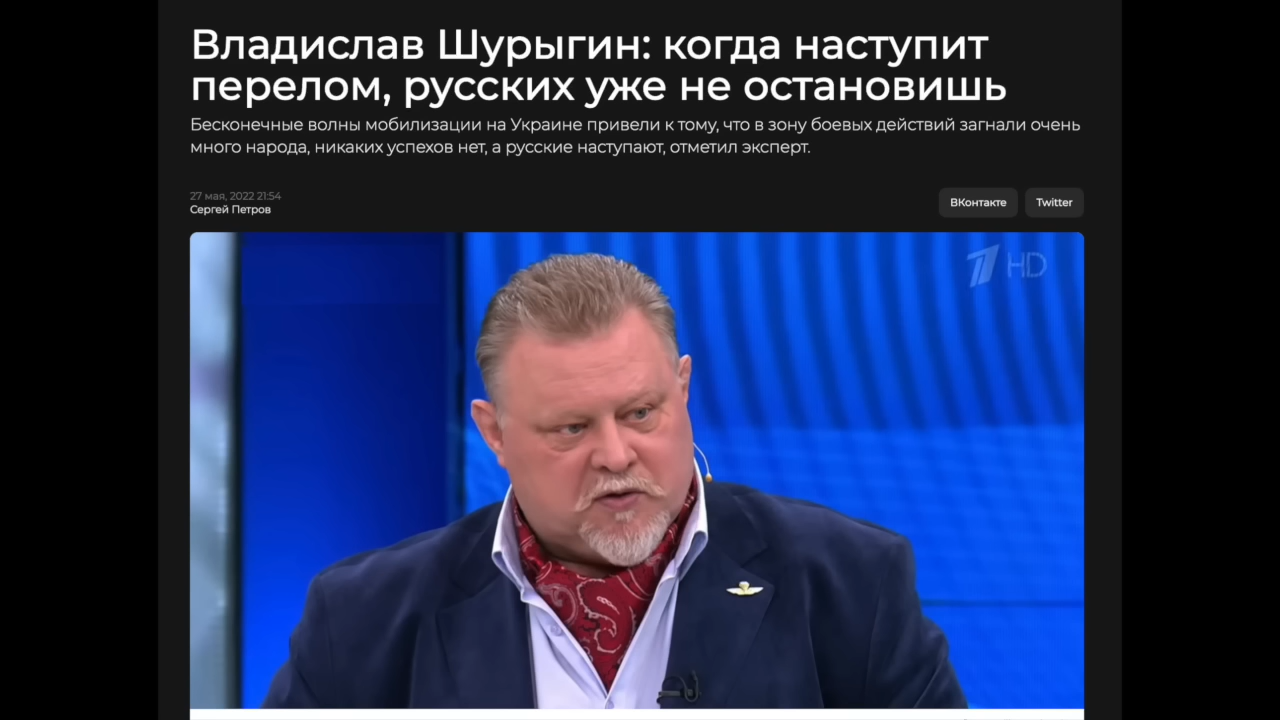 Владислав Шурыгин: когда наступит
перелом, русских уже не остановишь
Бесконечные волны мобилизации на Украине привели к тому, что в зону боевых действий загнали очень
много народа, никаких успехов нет, а русские наступают, отметил эксперт.
27 мая, 2022 21:54
Сергей Петров
ВКонтакте
Twitter
HD